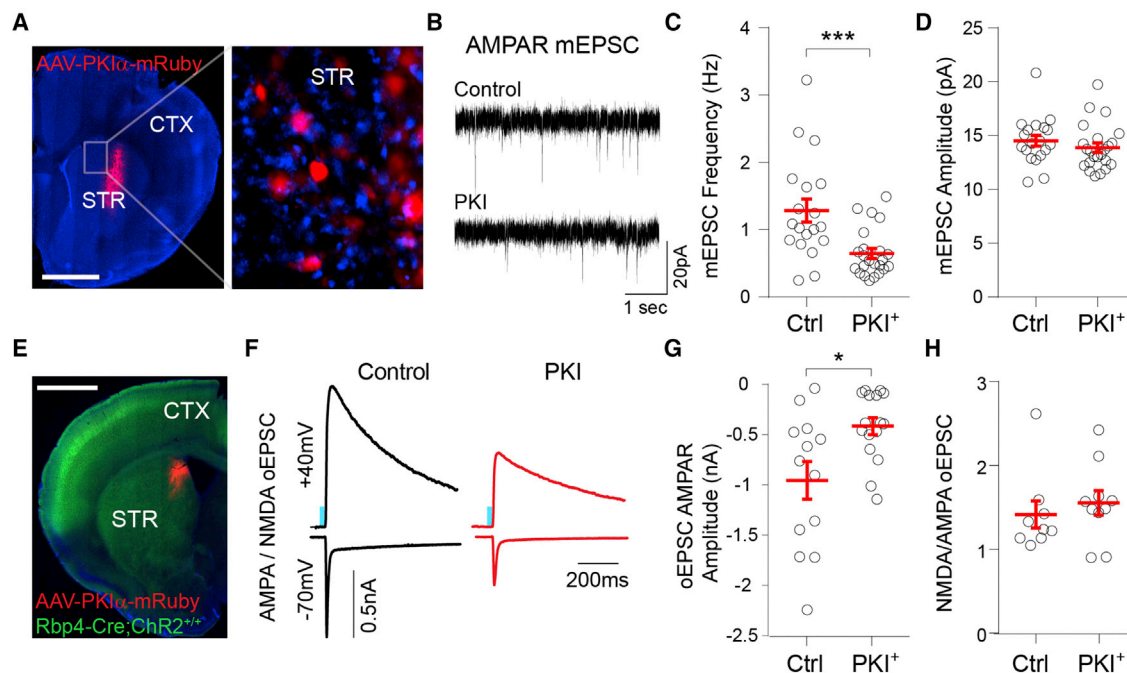 A
AAV-PKIα-mRuby
CTX
STR
STR
B
AMPAR mEPSC
Control
PKI
20pA
1 sec
C
mEPSC Frequency (Hz)
4
3
2
1
0
***
Ctrl
PKI⁺
D
mEPSC Amplitude (pA)
25
20
15
10
5
0
Ctrl
PKI⁺
E
CTX
STR
AAV-PKIα-mRuby
Rbp4-Cre;ChR2⁺/⁺
F
Control
PKI
AMPA / NMDA oEPSC
+40mV
-70mV
0.5nA
200ms
G
oEPSC AMPAR
Amplitude (nA)
*
0
-0.5
-1
-1.5
-2
-2.5
Ctrl
PKI⁺
H
NMDA/AMPA oEPSC
3
2
1
0
Ctrl
PKI⁺